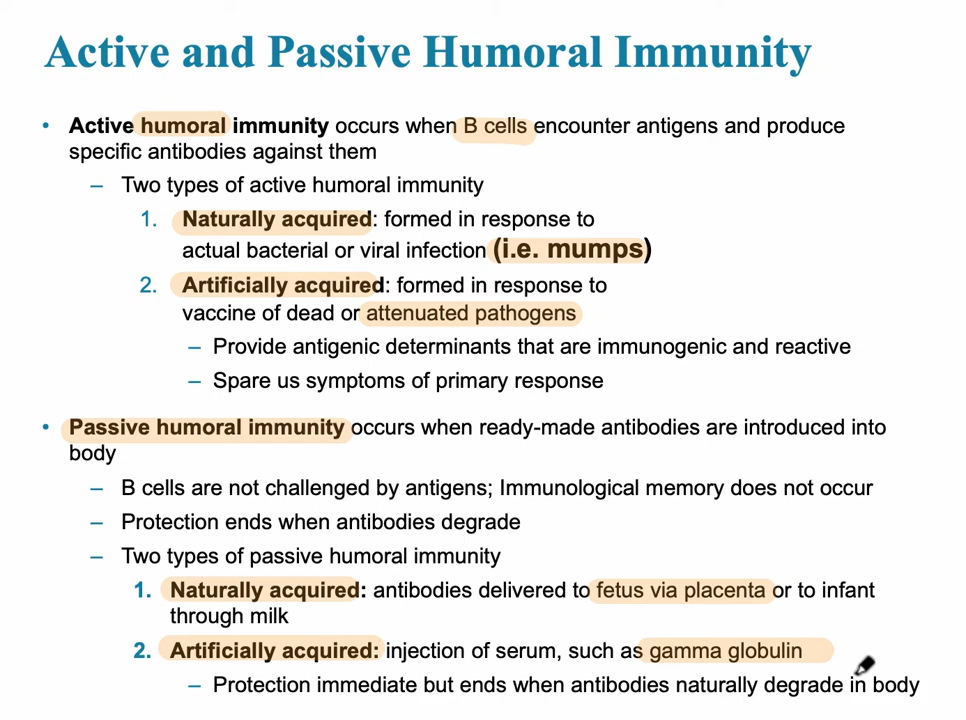 Active and Passive Humoral Immunity
• Active humoral immunity occurs when B cells encounter antigens and produce
specific antibodies against them
– Two types of active humoral immunity
1. Naturally acquired: formed in response to
actual bacterial or viral infection (i.e. mumps)
2. Artificially acquired: formed in response to
vaccine of dead or attenuated pathogens
– Provide antigenic determinants that are immunogenic and reactive
– Spare us symptoms of primary response
• Passive humoral immunity occurs when ready-made antibodies are introduced into
body
– B cells are not challenged by antigens; Immunological memory does not occur
– Protection ends when antibodies degrade
– Two types of passive humoral immunity
1. Naturally acquired: antibodies delivered to fetus via placenta or to infant
through milk
2. Artificially acquired: injection of serum, such as gamma globulin
– Protection immediate but ends when antibodies naturally degrade in body